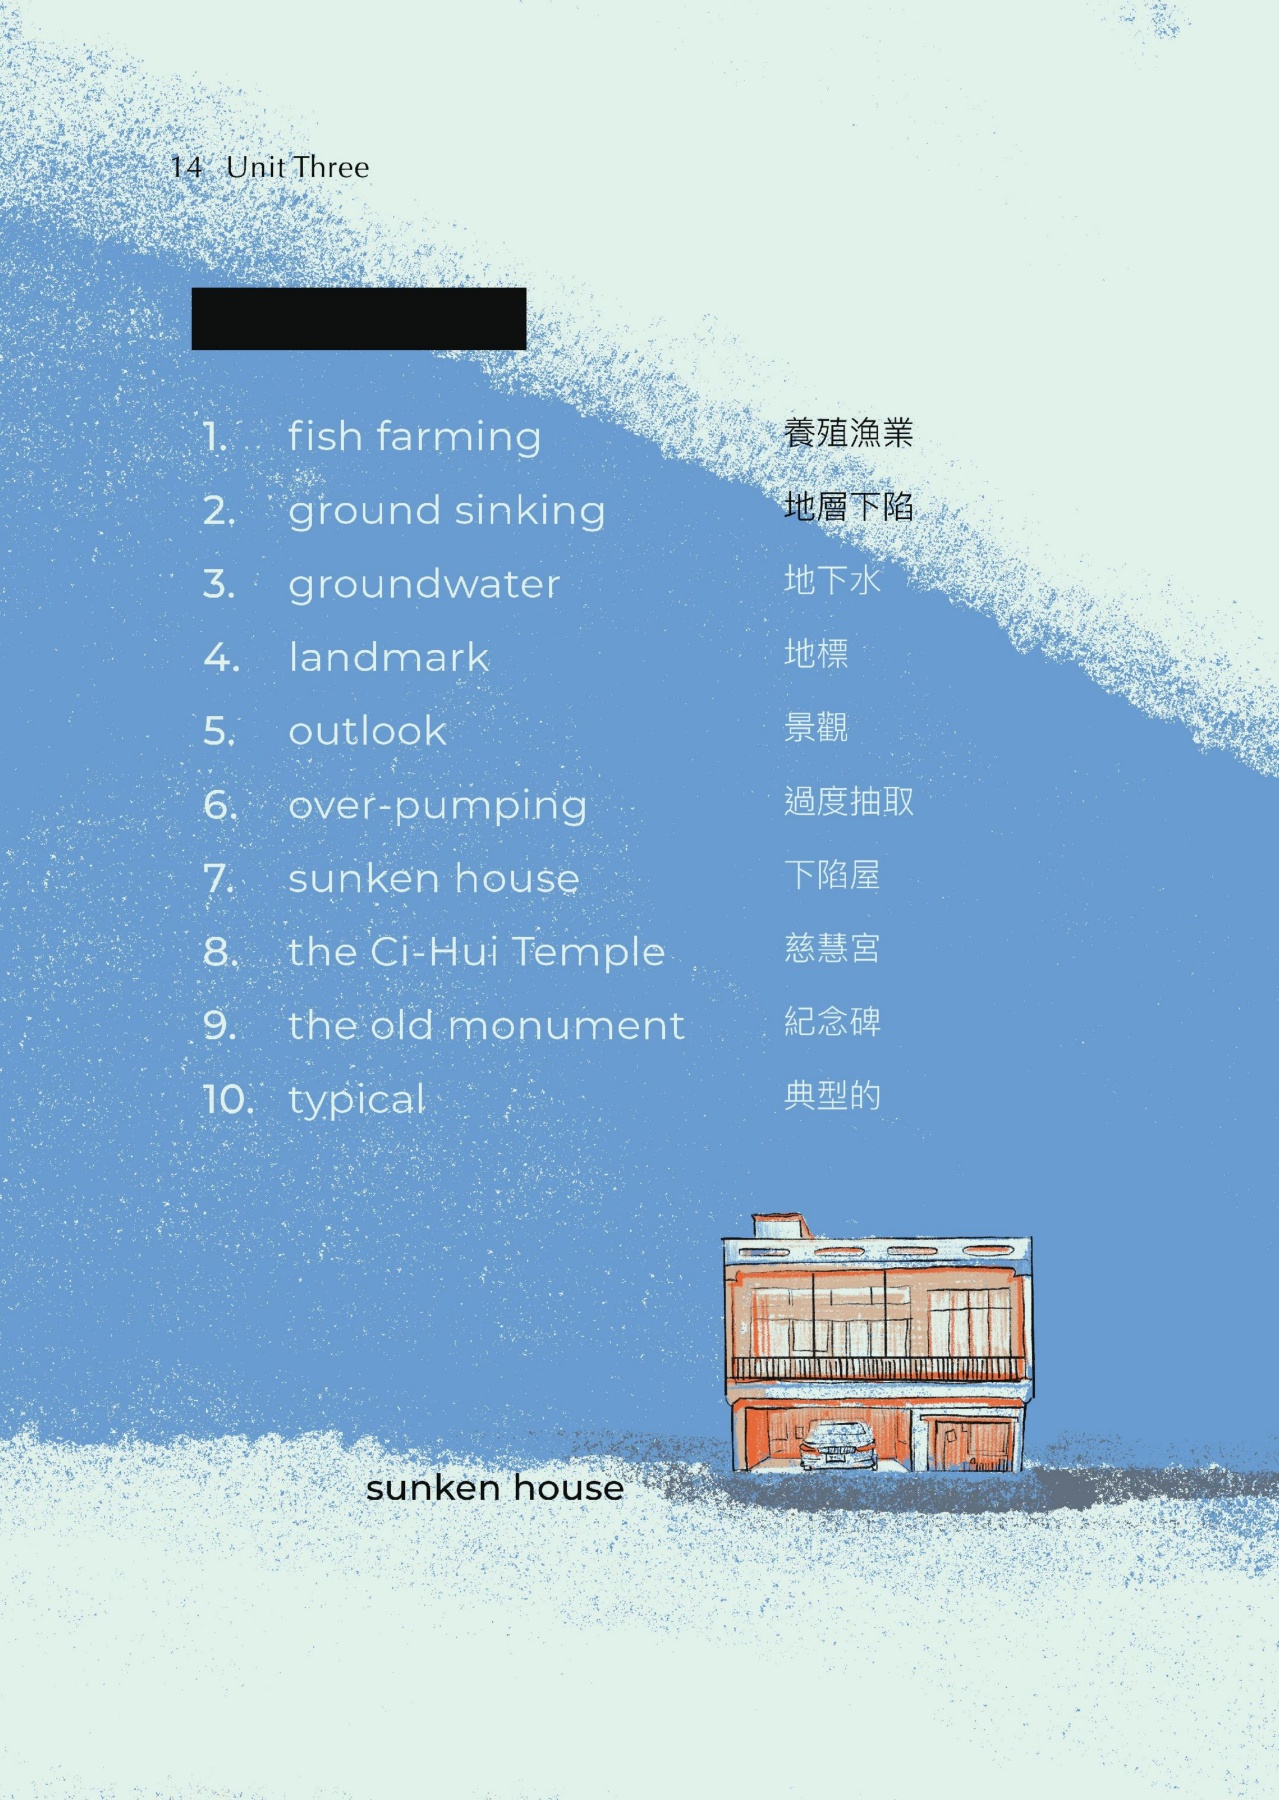 14 Unit Three
1. fish farming 養殖漁業
2. ground sinking 地層下陷
3. groundwater 地下水
4. landmark 地標
5. outlook 景觀
6. over-pumping 過度抽取
7. sunken house 下陷屋
8. the Ci-Hui Temple 慈慧宮
9. the old monument 紀念碑
10. typical 典型的
sunken house